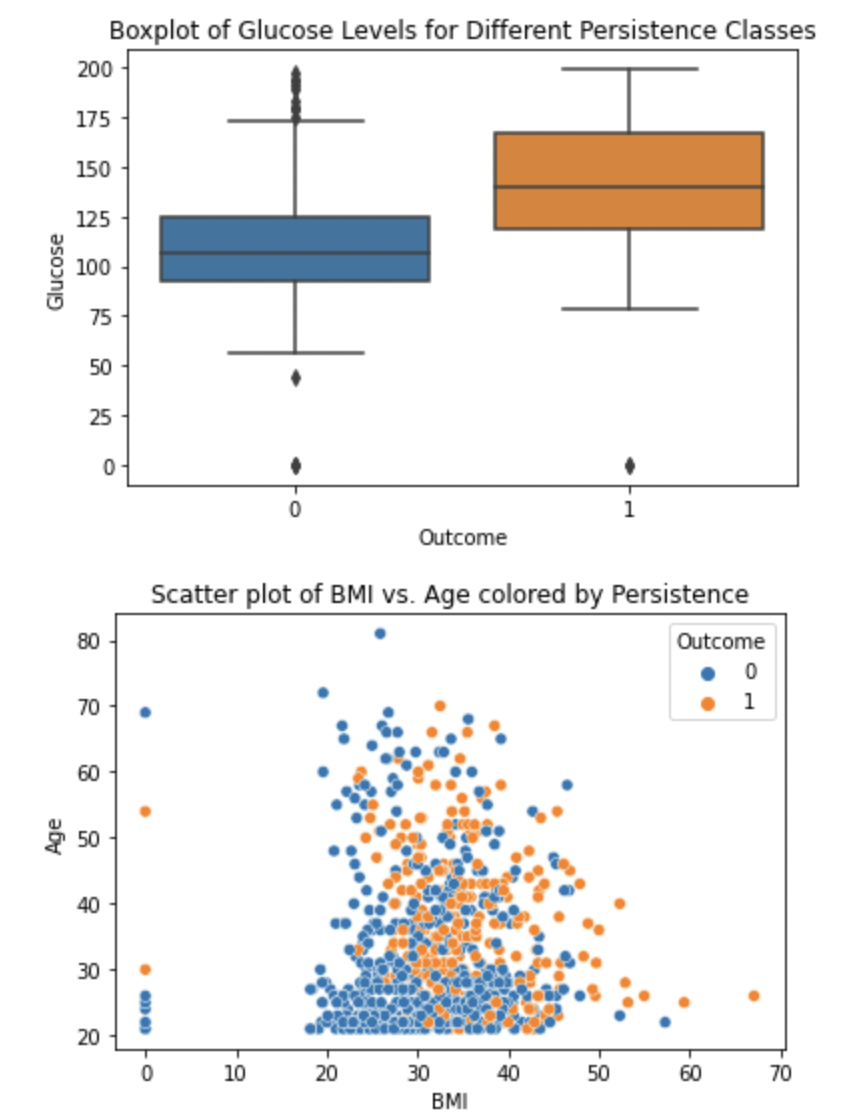 Boxplot of Glucose Levels for Different Persistence Classes
200
175
150
125
100
75
50
25
0
Glucose
0 1
Outcome
Scatter plot of BMI vs. Age colored by Persistence
Outcome
0
1
80
70
60
50
40
30
20
Age
0 10 20 30 40 50 60 70
BMI